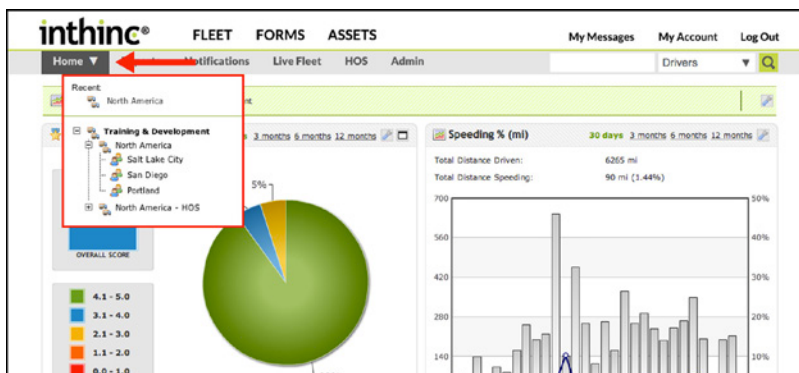 inthinc®
FLEET FORMS ASSETS
My Messages My Account Log Out
Home ▼ Notifications Live Fleet HOS Admin
Drivers ▼
Recent
North America
Training & Development
North America
Salt Lake City
San Diego
Portland
North America - HOS
3 months 6 months 12 months
5%
OVERALL SCORE
4.1 - 5.0
3.1 - 4.0
2.1 - 3.0
1.1 - 2.0
0.0 - 1.0
Speeding % (mi) 30 days 3 months 6 months 12 months
Total Distance Driven: 6265 mi
Total Distance Speeding: 90 mi (1.44%)
700 50%
560 40%
420 30%
280 20%
140 10%